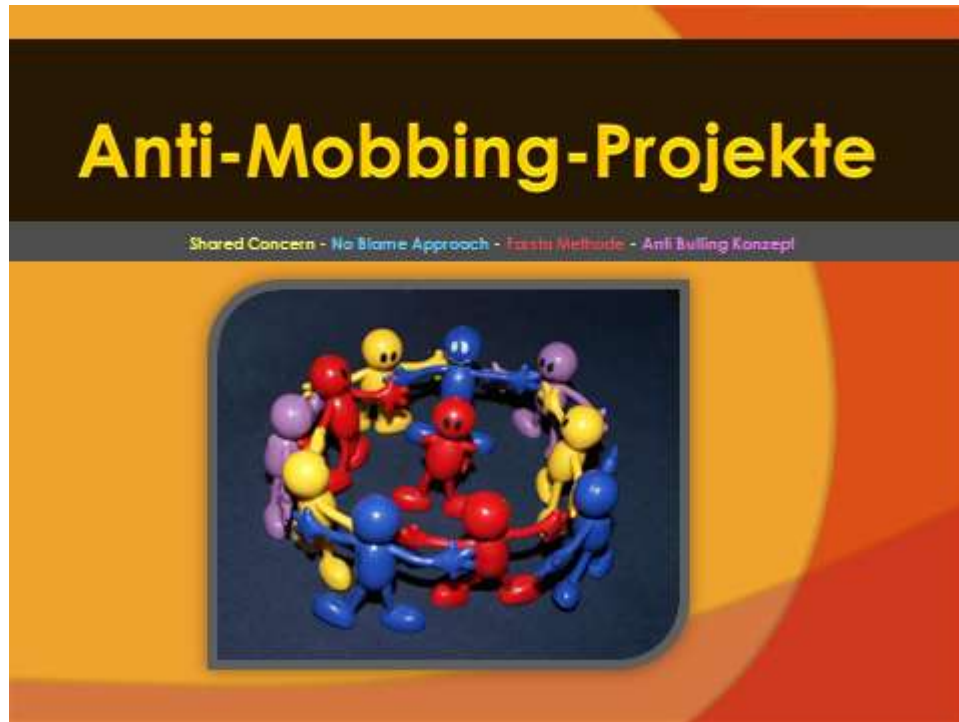 Anti-Mobbing-Projekte
Shared Concern - No Blame Approach - Farsta Methode - Anti Bulling Konzept